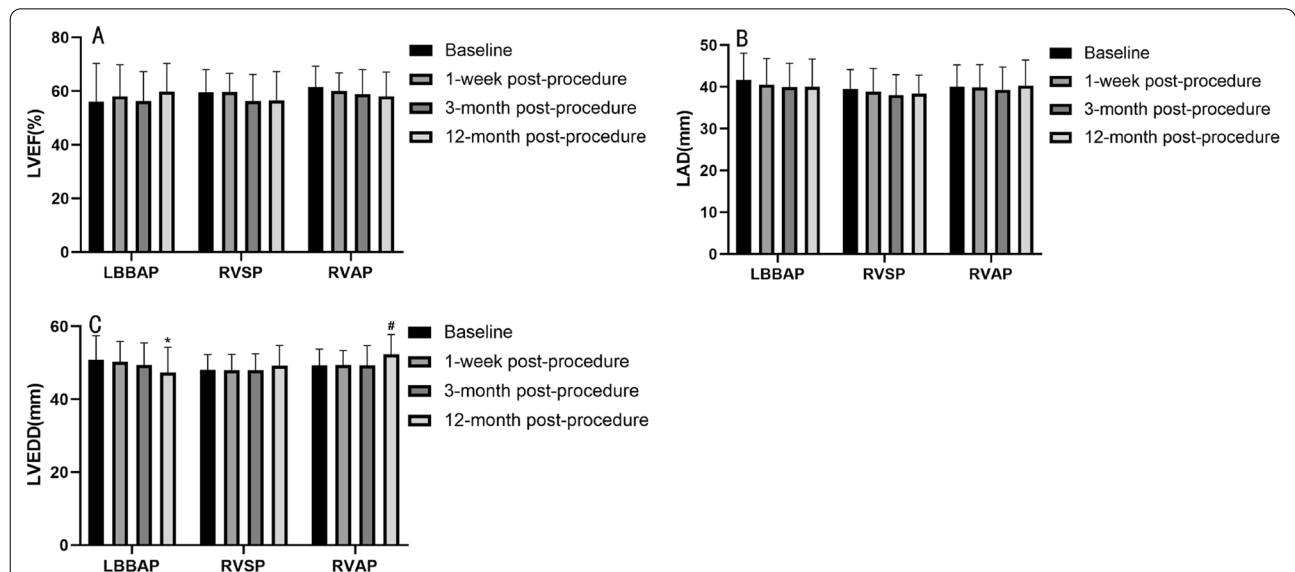 A
80
60
40
20
0
LVEF(%)
LBBAP RVSP RVAP
Baseline
1-week post-procedure
3-month post-procedure
12-month post-procedure
B
50
40
30
20
10
0
LAD(mm)
LBBAP RVSP RVAP
Baseline
1-week post-procedure
3-month post-procedure
12-month post-procedure
C
60
40
20
0
LVEDD(mm)
* #
LBBAP RVSP RVAP
Baseline
1-week post-procedure
3-month post-procedure
12-month post-procedure